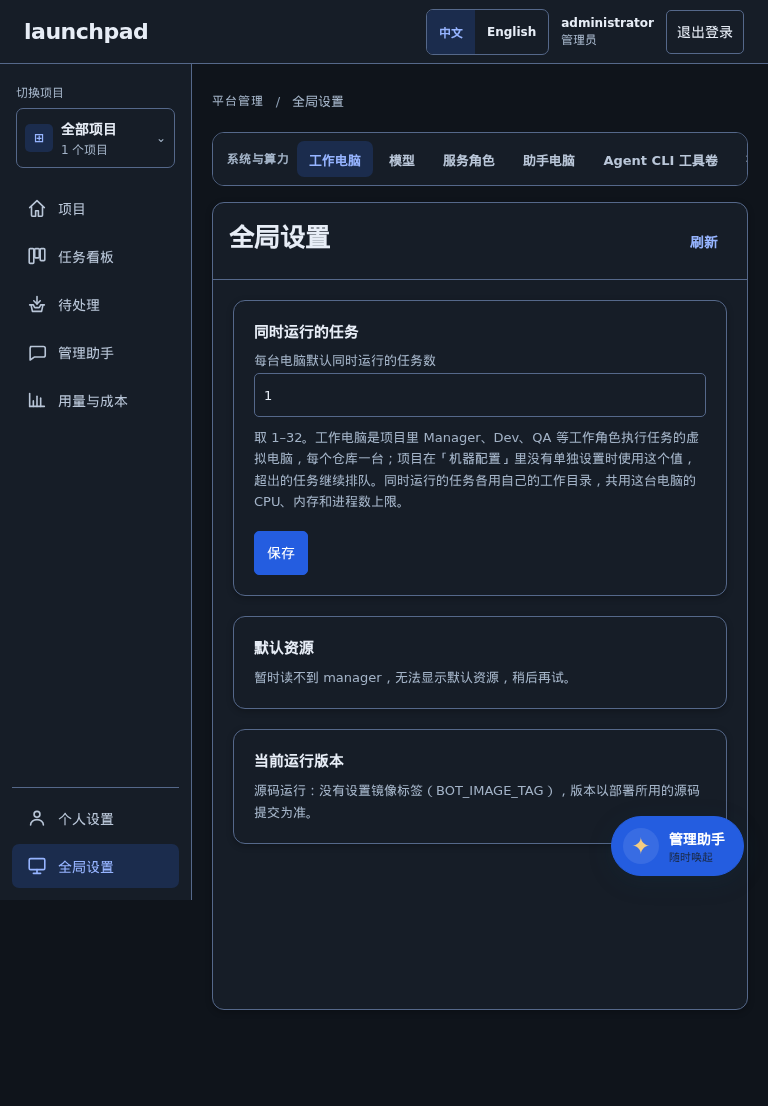 launchpad
中文
English
administrator
管理员
退出登录
切换项目
全部项目
1 个项目
项目
任务看板
待处理
管理助手
用量与成本
个人设置
全局设置
平台管理 / 全局设置
系统与算力
工作电脑
模型
服务角色
助手电脑
Agent CLI 工具卷
全局设置
刷新
同时运行的任务
每台电脑默认同时运行的任务数
1
取 1–32。工作电脑是项目里 Manager、Dev、QA 等工作角色执行任务的虚
拟电脑，每个仓库一台；项目在「机器配置」里没有单独设置时使用这个值，
超出的任务继续排队。同时运行的任务各用自己的工作目录，共用这台电脑的
CPU、内存和进程数上限。
保存
默认资源
暂时读不到 manager，无法显示默认资源，稍后再试。
当前运行版本
源码运行：没有设置镜像标签（BOT_IMAGE_TAG），版本以部署所用的源码
提交为准。
管理助手
随时唤起